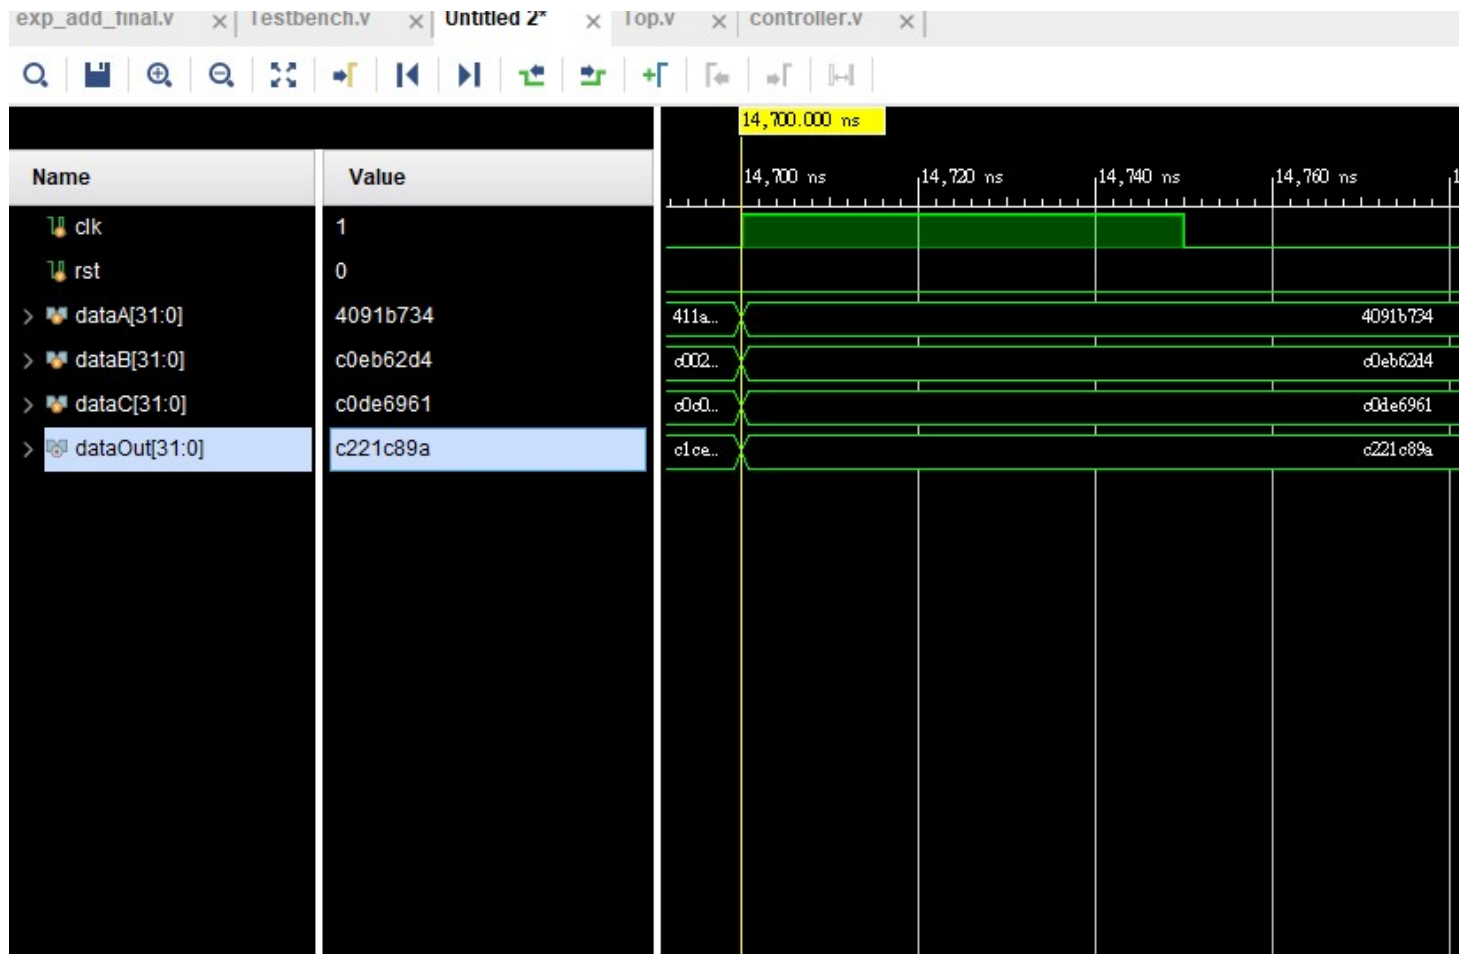 exp_add_final.v × Testbench.v × Untitled 2* × Top.v × controller.v ×
14,700.000 ns
Name Value 14,700 ns 14,720 ns 14,740 ns 14,760 ns 1
clk 1
rst 0
dataA[31:0] 4091b734 411a... 4091b734
dataB[31:0] c0eb62d4 c002... c0eb62d4
dataC[31:0] c0de6961 c0d0... c0de6961
dataOut[31:0] c221c89a c1ce... c221c89a